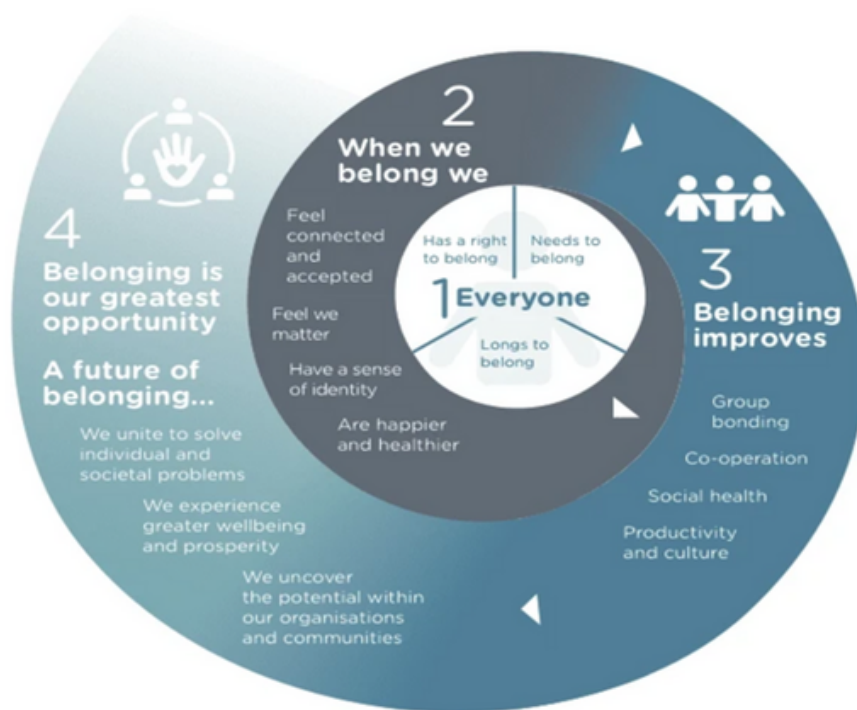 1 Everyone
Has a right
to belong
Needs to
belong
Longs to
belong
2
When we
belong we
Feel
connected
and
accepted
Feel we
matter
Have a sense
of identity
Are happier
and healthier
3
Belonging
improves
Group
bonding
Co-operation
Social health
Productivity
and culture
4
Belonging is
our greatest
opportunity
A future of
belonging...
We unite to solve
individual and
societal problems
We experience
greater wellbeing
and prosperity
We uncover
the potential within
our organisations
and communities